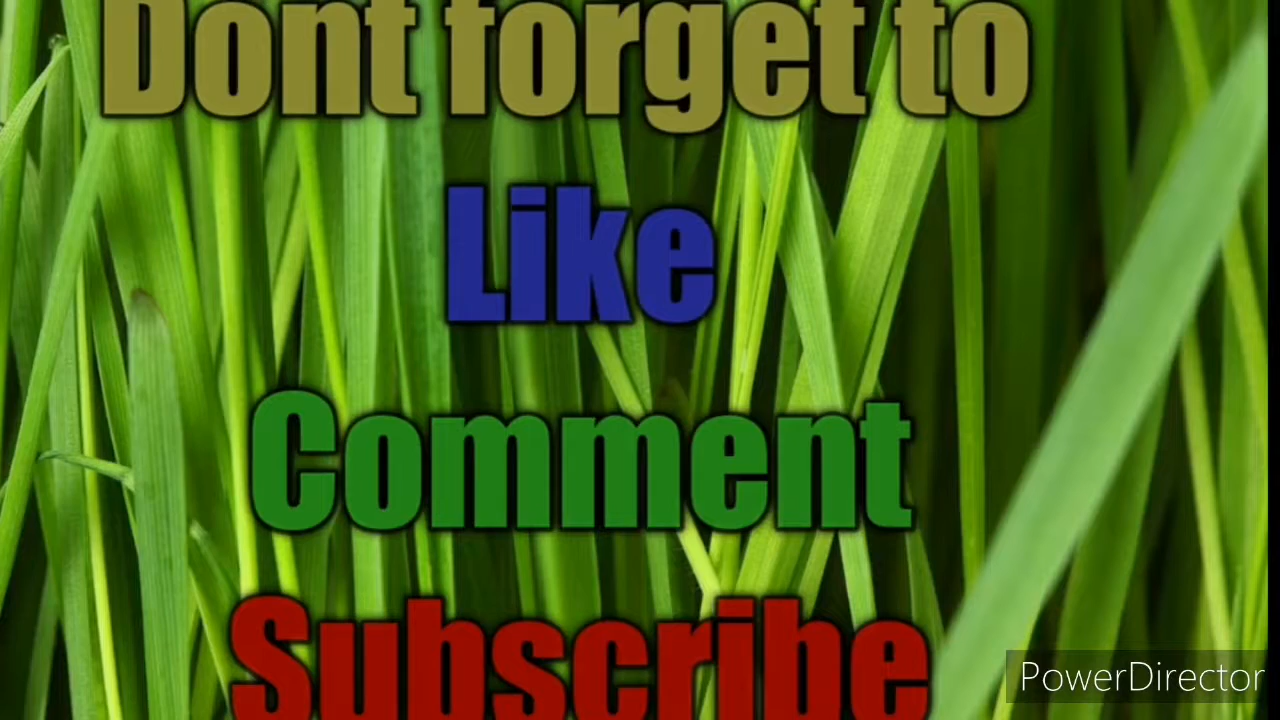 Dont forget to
Like
Comment
Subscribe
PowerDirector